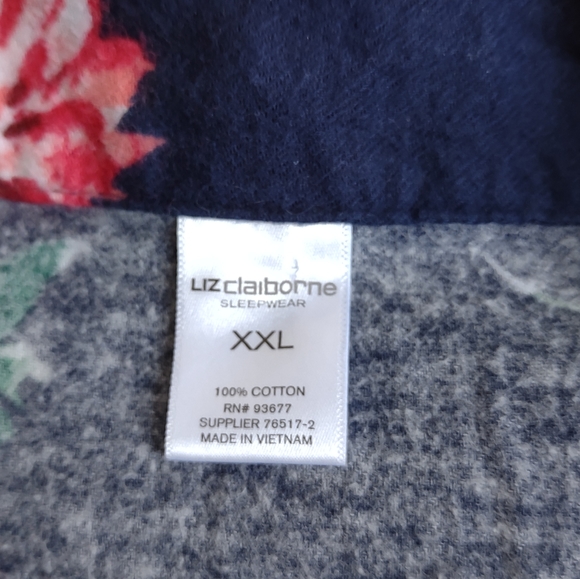 LIZ claiborne
SLEEPWEAR
XXL
100% COTTON
RN# 93677
SUPPLIER 76517-2
MADE IN VIETNAM